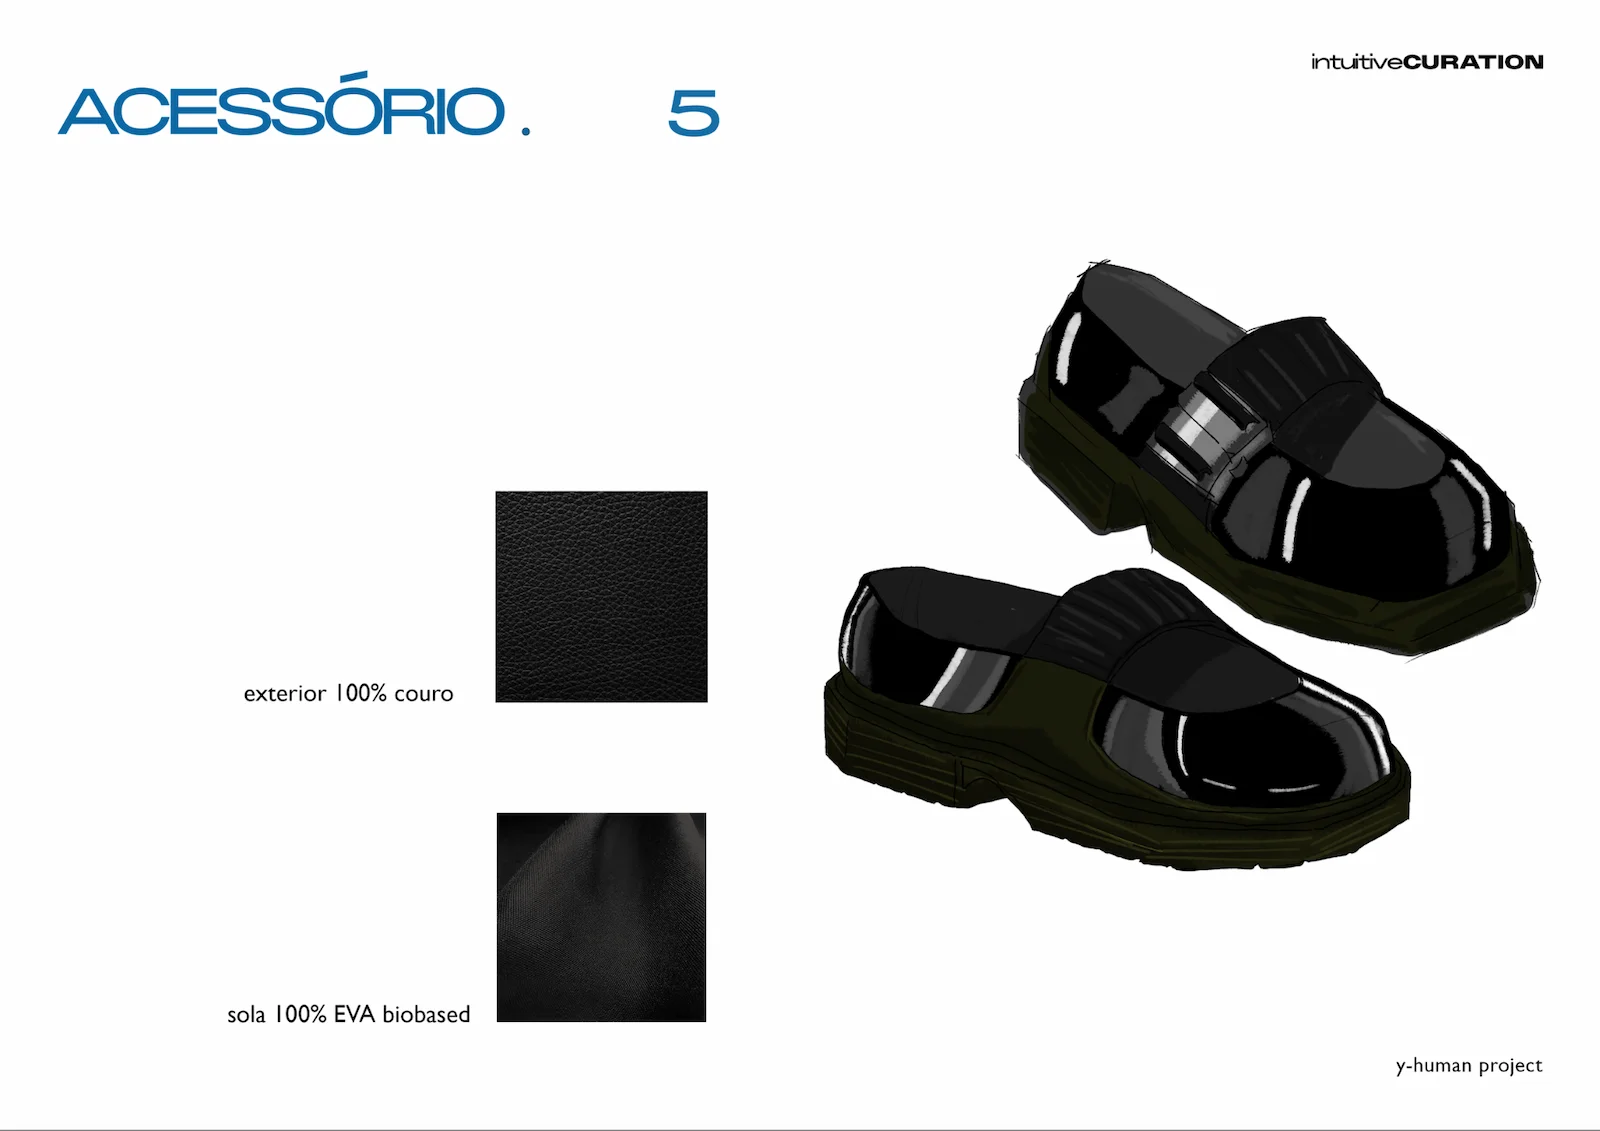 intuitiveCURATION
ACESSÓRIO . 5
exterior 100% couro
sola 100% EVA biobased
y-human project